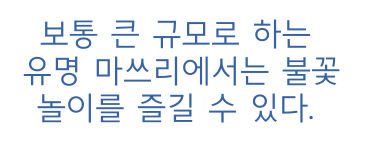 보통 큰 규모로 하는
유명 마쓰리에서는 불꽃
놀이를 즐길 수 있다.